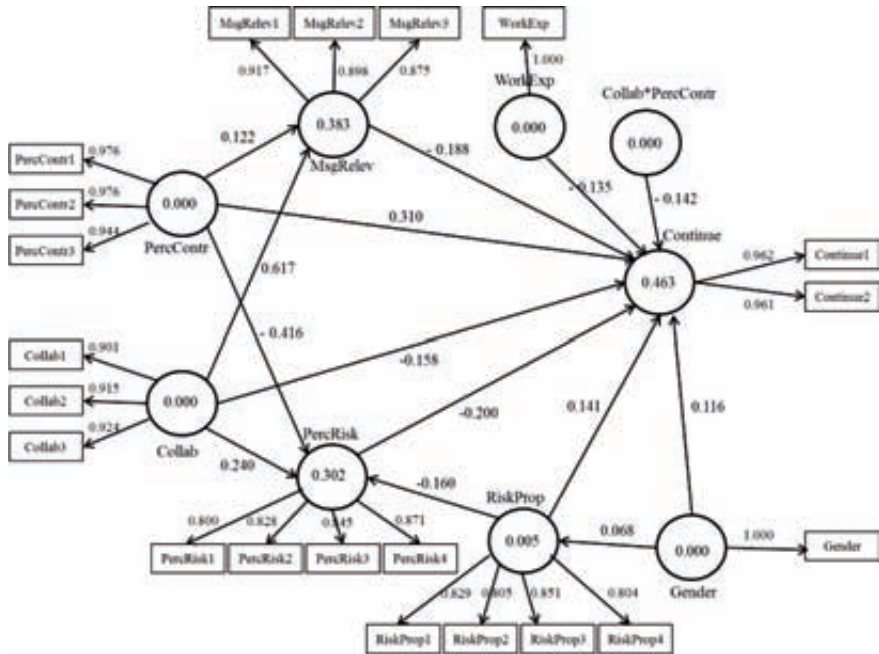 MsgRelev1
MsgRelev2
MsgRelev3
WorkExp
0.917
0.898
0.875
1.000
WorkExp
Collab*PercContr
0.383
MsgRelev
0.000
0.000
PercContr1
PercContr2
PercContr3
0.976
0.976
0.944
0.000
PercContr
0.122
- 0.188
- 0.135
- 0.142
0.310
Continue
0.463
0.962
0.961
Continue1
Continue2
0.617
- 0.416
-0.158
Collab1
Collab2
Collab3
0.901
0.915
0.924
0.000
Collab
0.240
PercRisk
0.302
-0.200
0.141
0.116
-0.160
RiskProp
0.005
0.068
0.000
Gender
1.000
Gender
0.800
0.828
0.871
PercRisk1
PercRisk2
PercRisk3
PercRisk4
0.829
0.805
0.851
0.804
RiskProp1
RiskProp2
RiskProp3
RiskProp4